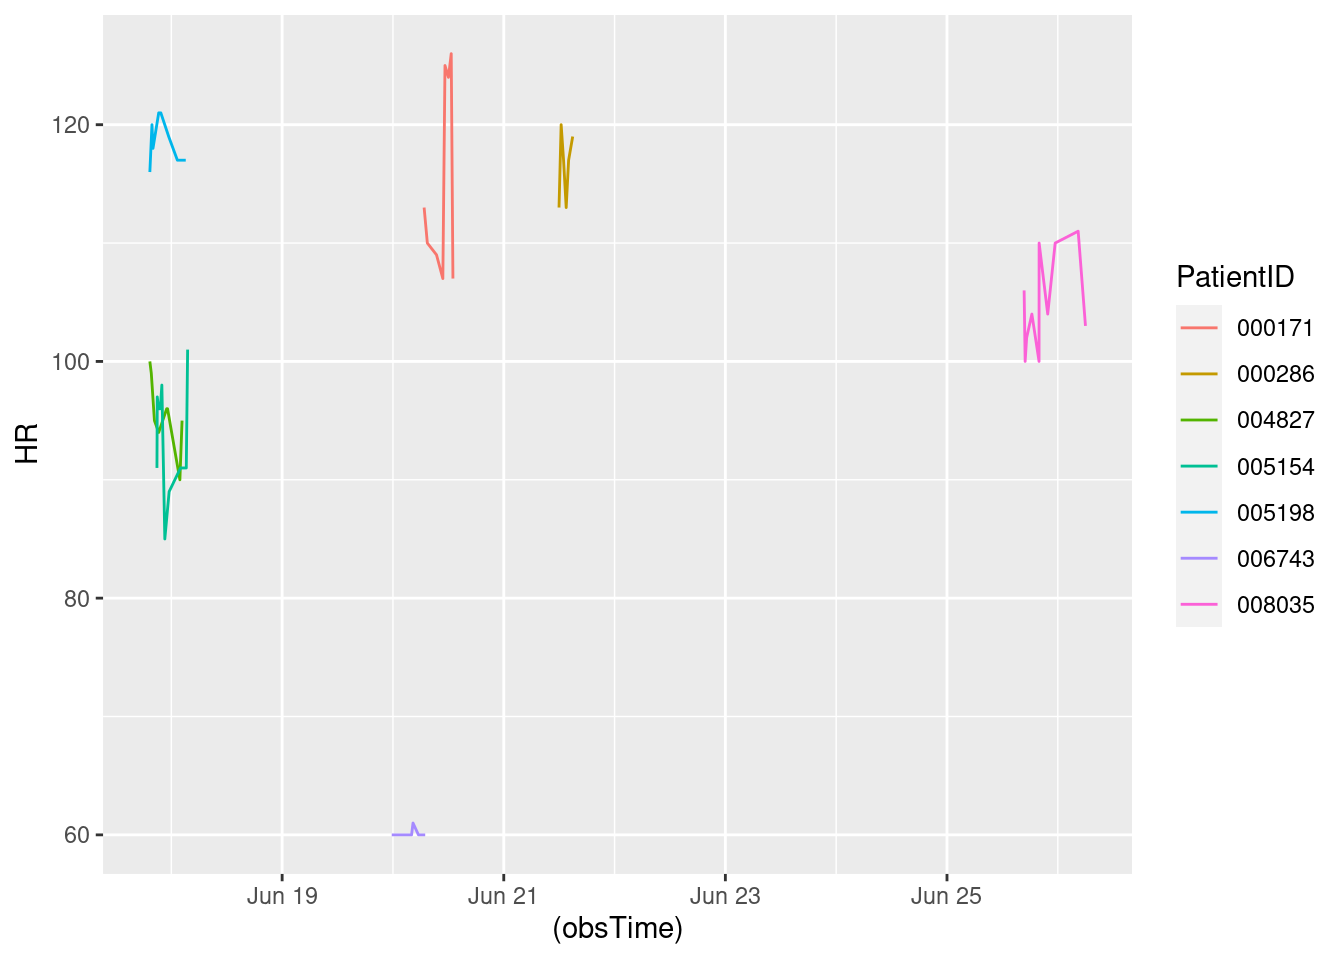 120
100
80
60
HR
Jun 19
Jun 21
Jun 23
Jun 25
(obsTime)
PatientID
000171
000286
004827
005154
005198
006743
008035